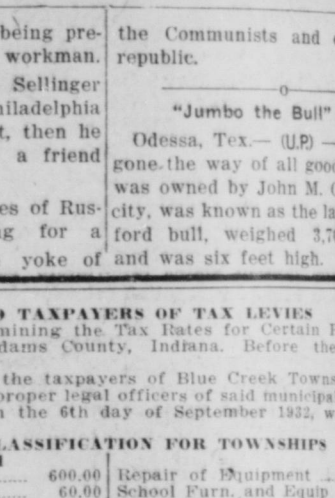 being pre-
workman.
Sellinger
hiladelphia
t, then he
a friend
es of Rus-
ng for a
yoke of
the Communists and
republic.
"Jumbo the Bull"
Odessa, Tex.— (U.P.) —
gone the way of all good
was owned by John M.
city, was known as the la
ford bull, weighed 3,70
and was six feet high.
O TAXPAYERS OF TAX LEVIES
mining the Tax Rates for Certain
dams County, Indiana. Before the
the taxpayers of Blue Creek Towns
proper legal officers of said municipa
n the 6th day of September 1932, w
LASSIFICATION FOR TOWNSHIPS
600.00 Repair of Equipment
60.00 School Furn. and Equip